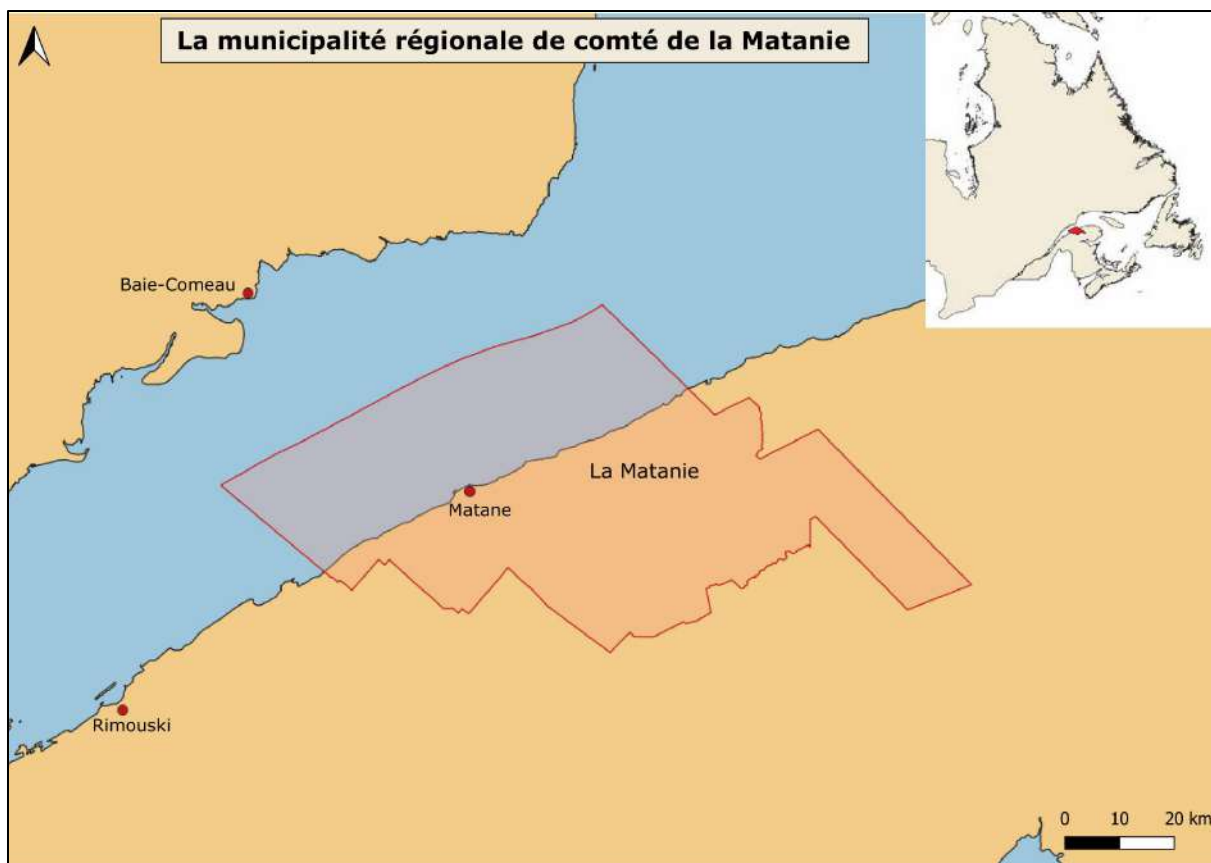 La municipalité régionale de comté de la Matanie
Baie-Comeau
La Matanie
Matane
Rimouski
0 10 20 km